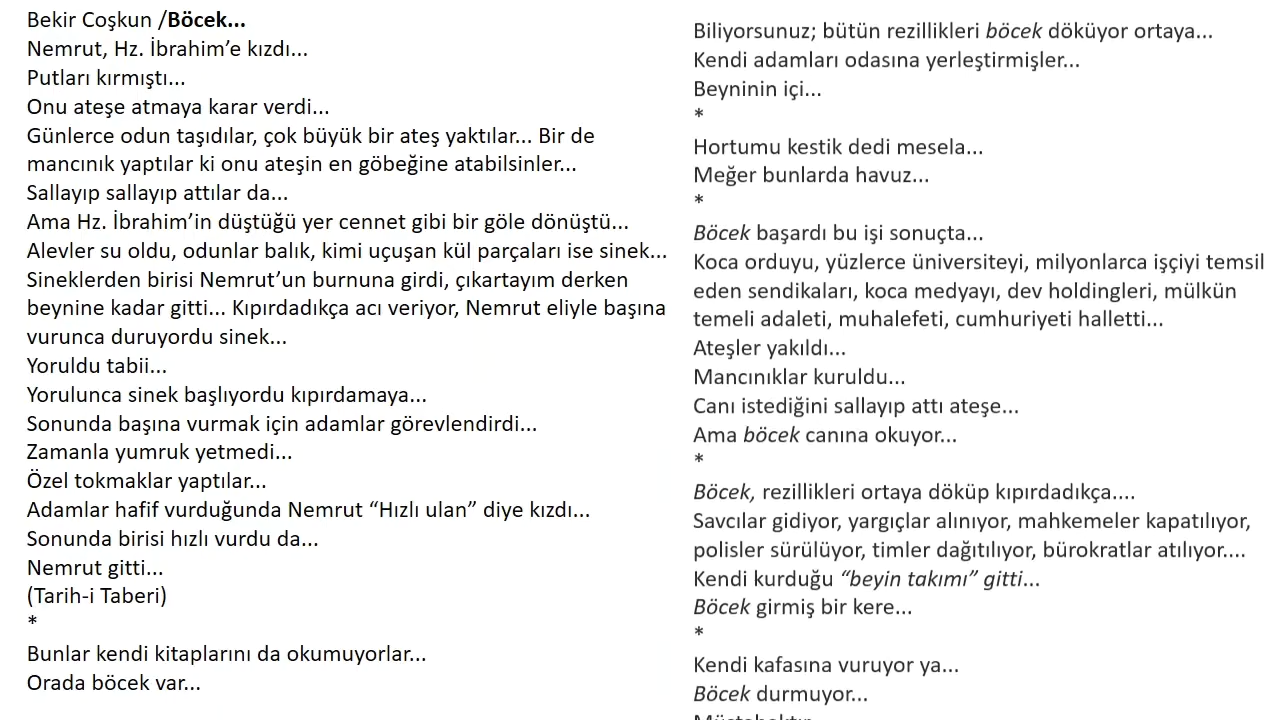 Bekir Coşkun /Böcek...
Nemrut, Hz. İbrahim’e kızdı...
Putları kırmıştı...
Onu ateşe atmaya karar verdi...
Günlerce odun taşıdılar, çok büyük bir ateş yaktılar... Bir de
mancınık yaptılar ki onu ateşin en göbeğine atabilsinler...
Sallayıp sallayıp attılar da...
Ama Hz. İbrahim’in düştüğü yer cennet gibi bir göle dönüştü...
Alevler su oldu, odunlar balık, kimi uçuşan kül parçaları ise sinek...
Sineklerden birisi Nemrut’un burnuna girdi, çıkartayım derken
beynine kadar gitti... Kıpırdadıkça acı veriyor, Nemrut eliyle başına
vurunca duruyordu sinek...
Yoruldu tabii...
Yorulunca sinek başlıyordu kıpırdamaya...
Sonunda başına vurmak için adamlar görevlendirdi...
Zamanla yumruk yetmedi...
Özel tokmaklar yaptılar...
Adamlar hafif vurduğunda Nemrut “Hızlı ulan” diye kızdı...
Sonunda birisi hızlı vurdu da...
Nemrut gitti...
(Tarih-i Taberi)
*
Bunlar kendi kitaplarını da okumuyorlar...
Orada böcek var...
Biliyorsunuz; bütün rezillikleri böcek döküyor ortaya...
Kendi adamları odasına yerleştirmişler...
Beyninin içi...
*
Hortumu kestik dedi mesela...
Meğer bunlarda havuz...
*
Böcek başardı bu işi sonuçta...
Koca orduyu, yüzlerce üniversiteyi, milyonlarca işçiyi temsil
eden sendikaları, koca medyayı, dev holdingleri, mülkün
temeli adaleti, muhalefeti, cumhuriyeti halletti...
Ateşler yakıldı...
Mancınıklar kuruldu...
Canı istediğini sallayıp attı ateşe...
Ama böcek canına okuyor...
*
Böcek, rezillikleri ortaya döküp kıpırdadıkça....
Savcılar gidiyor, yargıçlar alınıyor, mahkemeler kapatılıyor,
polisler sürülüyor, timler dağıtılıyor, bürokratlar atılıyor....
Kendi kurduğu “beyin takımı” gitti...
Böcek girmiş bir kere...
*
Kendi kafasına vuruyor ya...
Böcek durmuyor...